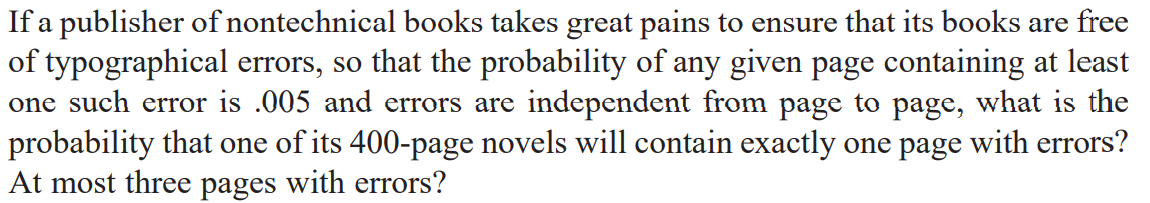 If a publisher of nontechnical books takes great pains to ensure that its books are free
of typographical errors, so that the probability of any given page containing at least
one such error is .005 and errors are independent from page to page, what is the
probability that one of its 400-page novels will contain exactly one page with errors?
At most three pages with errors?